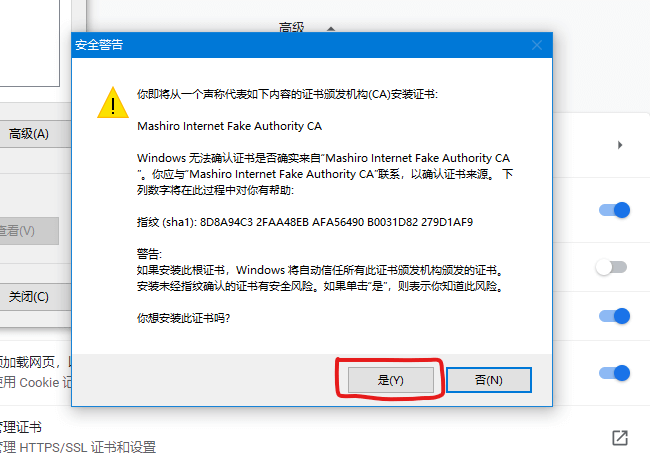 高级
安全警告
你即将从一个声称代表如下内容的证书颁发机构(CA)安装证书:
Mashiro Internet Fake Authority CA
Windows 无法确认证书是否确实来自“Mashiro Internet Fake Authority CA
”。你应与“Mashiro Internet Fake Authority CA”联系，以确认证书来源。 下
列数字将在此过程中对你有帮助:
指纹 (sha1): 8D8A94C3 2FAA48EB AFA56490 B0031D82 279D1AF9
警告:
如果安装此根证书，Windows 将自动信任所有此证书颁发机构颁发的证书。
安装未经指纹确认的证书有安全风险。如果单击“是”，则表示你知道此风险。
你想安装此证书吗?
是(Y)
否(N)
高级(A)
查看(V)
关闭(C)
加载网页，
使用 Cookie
管理证书
管理 HTTPS/SSL 证书和设置